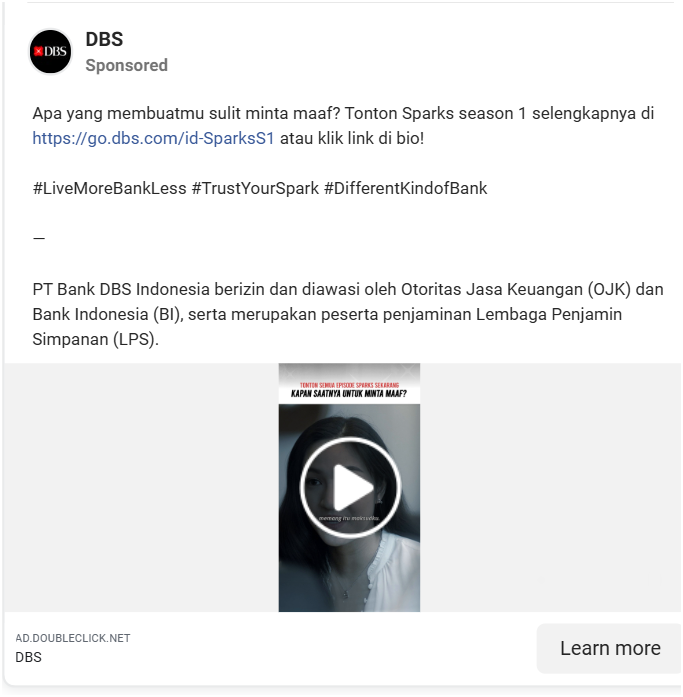 DBS
DBS
Sponsored
Apa yang membuatmu sulit minta maaf? Tonton Sparks season 1 selengkapnya di
https://go.dbs.com/id-SparksS1 atau klik link di bio!
#LiveMoreBankLess #TrustYourSpark #DifferentKindofBank
—
PT Bank DBS Indonesia berizin dan diawasi oleh Otoritas Jasa Keuangan (OJK) dan
Bank Indonesia (BI), serta merupakan peserta penjaminan Lembaga Penjamin
Simpanan (LPS).
TONTON SEMUA EPISODE SPARKS SEKARANG
KAPAN SAATNYA UNTUK MINTA MAAF?
memang itu
AD.DOUBLECLICK.NET
DBS
Learn more